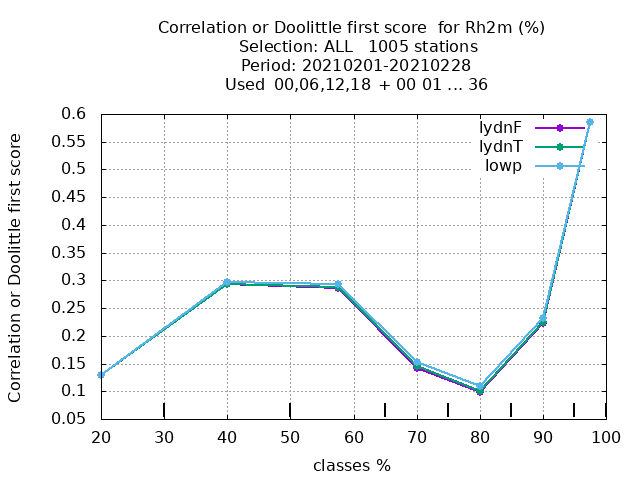 Correlation or Doolittle first score  for Rh2m (%)
Selection: ALL   1005 stations
Period: 20210201-20210228
Used  00,06,12,18  + 00 01 ... 36
Correlation or Doolittle first score
0.6
0.55
0.5
0.45
0.4
0.35
0.3
0.25
0.2
0.15
0.1
0.05
lydnF
lydnT
lowp
20 30 40 50 60 70 80 90 100
classes %